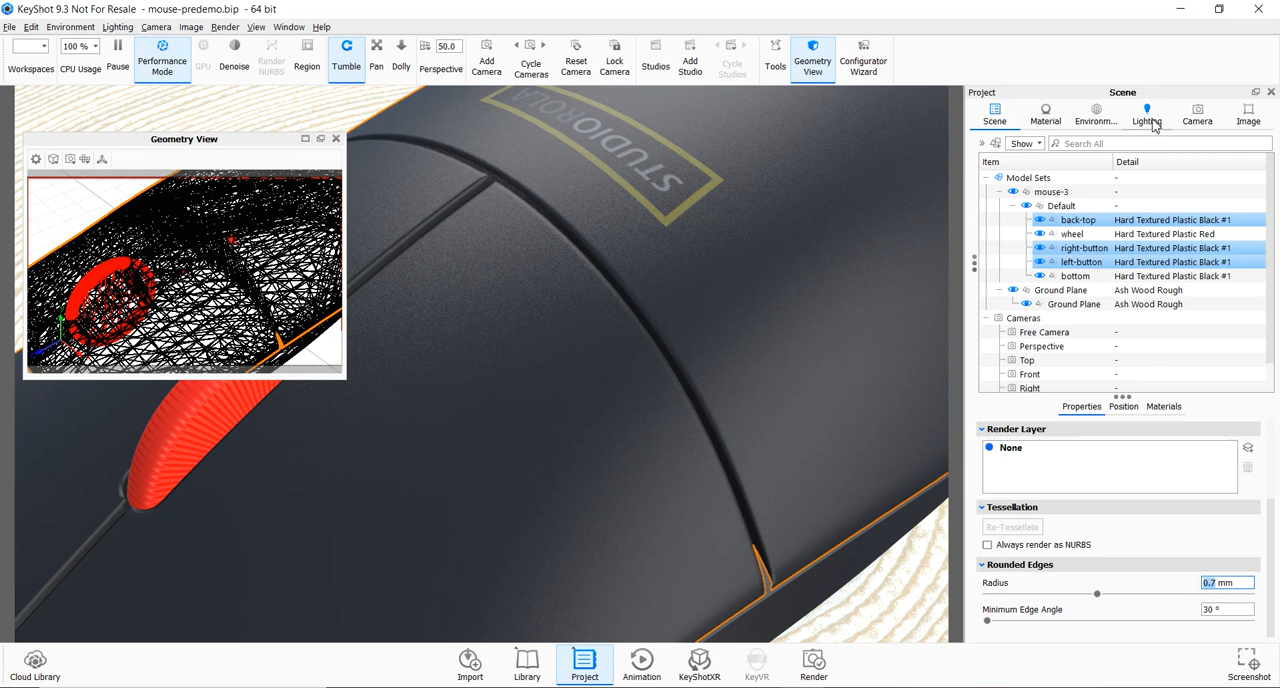 KeyShot 9.3 Not For Resale - mouse-predemo.bip - 64 bit
File Edit Environment Lighting Camera Image Render View Window Help
100 % 50.0
Workspaces CPU Usage Pause Performance Mode GPU Denoise Render NURBS Region Tumble Pan Dolly Perspective Add Camera Cycle Cameras Reset Camera Lock Camera Studios Add Studio Cycle Studios Tools Geometry View Configurator Wizard
Project Scene
Scene Material Environm... Lighting Camera Image
Show Search All
Item Detail
Model Sets -
mouse-3 -
Default -
back-top Hard Textured Plastic Black #1
wheel Hard Textured Plastic Red
right-button Hard Textured Plastic Black #1
left-button Hard Textured Plastic Black #1
bottom Hard Textured Plastic Black #1
Ground Plane Ash Wood Rough
Ground Plane Ash Wood Rough
Cameras -
Free Camera -
Perspective -
Top -
Front -
Right -
Properties Position Materials
Render Layer
None
Tessellation
Re-Tessellate
Always render as NURBS
Rounded Edges
Radius 0.7 mm
Minimum Edge Angle 30 °
Geometry View
STUDIOROLA
Cloud Library Import Library Project Animation KeyShotXR KeyVR Render Screenshot